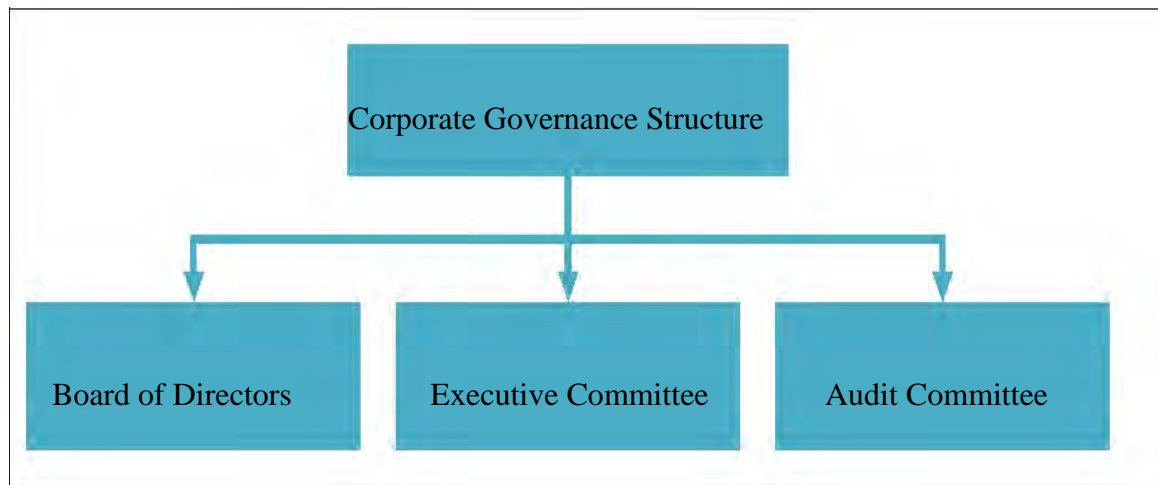 Corporate Governance Structure
Board of Directors
Executive Committee
Audit Committee